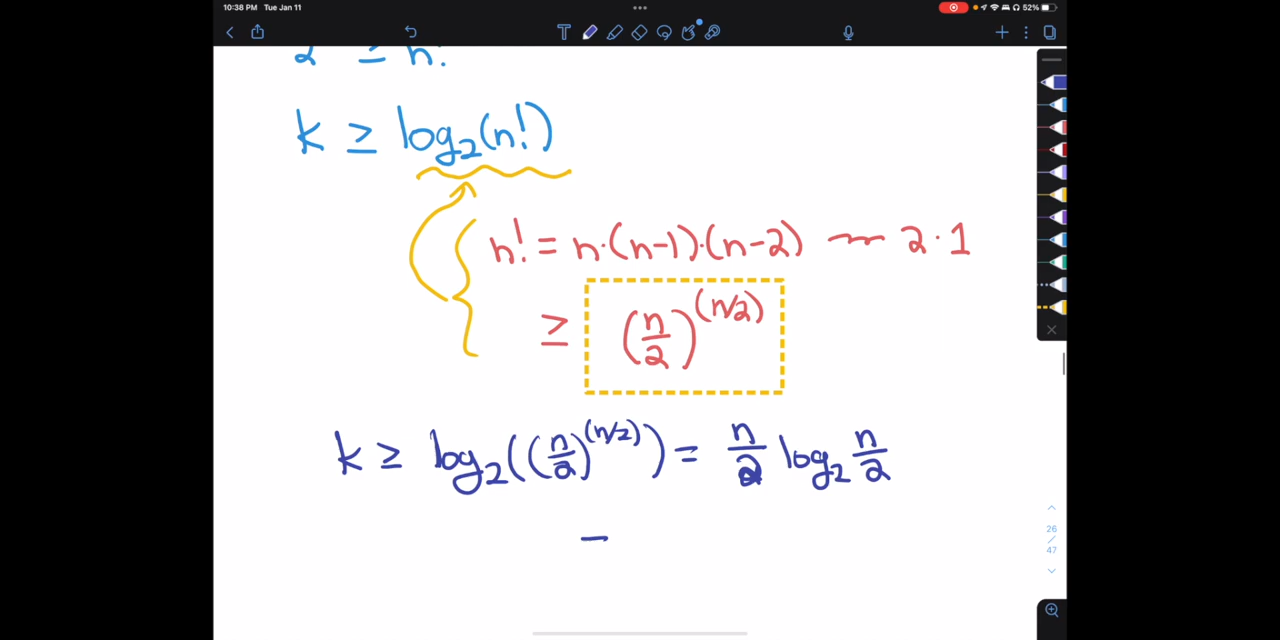 10:38 PM Tue Jan 11
52%
T
2 ≥ n!
k ≥ log₂(n!)
n! = n·(n-1)·(n-2) ~ 2·1
≥ (n/2)^(n/2)
k ≥ log₂((n/2)^(n/2)) = n/2 log₂ n/2
26
/
47